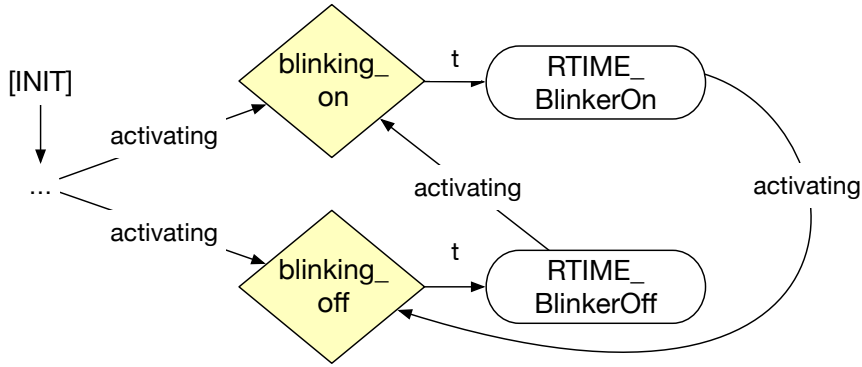 blinking_
on
t
RTIME_
BlinkerOn
[INIT]
activating
...
activating
activating
activating
blinking_
off
t
RTIME_
BlinkerOff